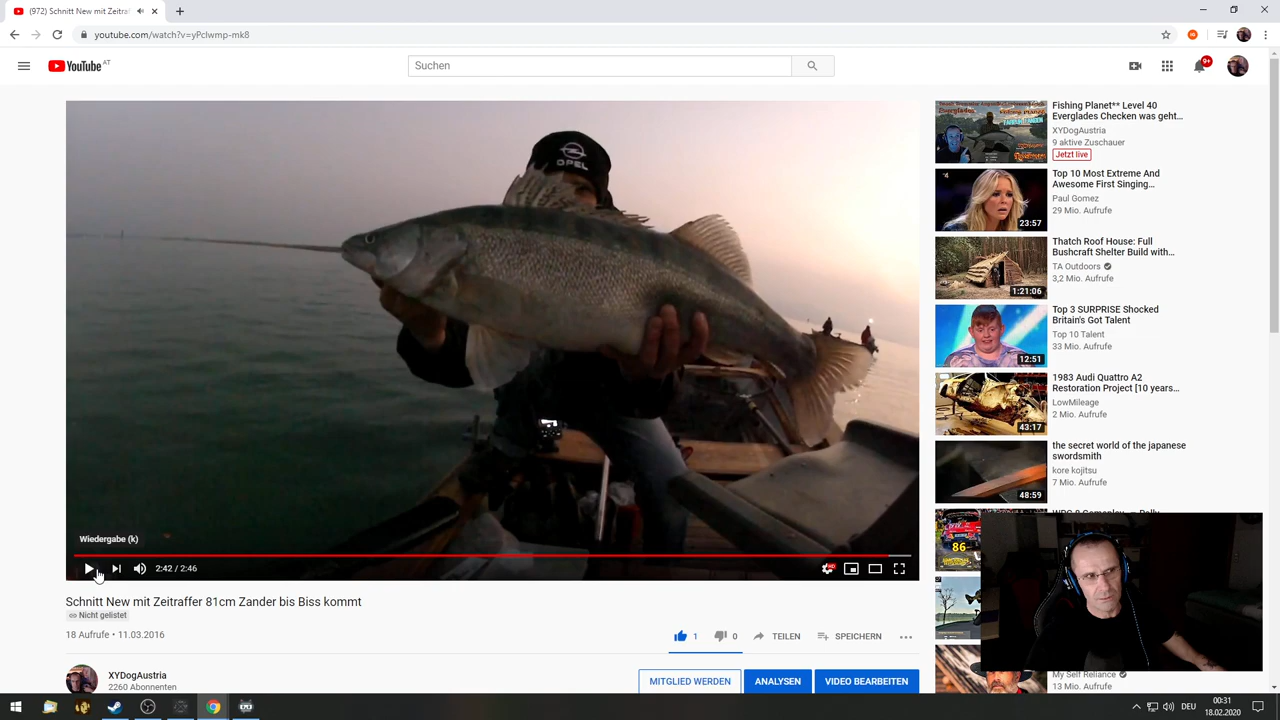 (972) Schnitt New mit Zeitraf
youtube.com/watch?v=yPcIwmp-mk8
YouTube AT
Suchen
9+
OPEL
Wiedergabe (k)
2:42 / 2:46
HD
Schnitt New mit Zeitraffer 81cm Zander bis Biss kommt
Nicht gelistet
18 Aufrufe • 11.03.2016
1
0
TEILEN
SPEICHERN
XYDogAustria
2260 Abonnenten
MITGLIED WERDEN
ANALYSEN
VIDEO BEARBEITEN
Everglades
Fishing Planet** Level 40
Everglades Checken was geht...
XYDogAustria
9 aktive Zuschauer
Jetzt live
Top 10 Most Extreme And
Awesome First Singing...
Paul Gomez
29 Mio. Aufrufe
23:57
Thatch Roof House: Full
Bushcraft Shelter Build with...
TA Outdoors
3,2 Mio. Aufrufe
1:21:06
Top 3 SURPRISE Shocked
Britain's Got Talent
Top 10 Talent
33 Mio. Aufrufe
12:51
1983 Audi Quattro A2
Restoration Project [10 years...
LowMileage
2 Mio. Aufrufe
43:17
the secret world of the japanese
swordsmith
kore kojitsu
7 Mio. Aufrufe
48:59
86
My Self Reliance
13 Mio. Aufrufe
DEU
00:31
18.02.2020